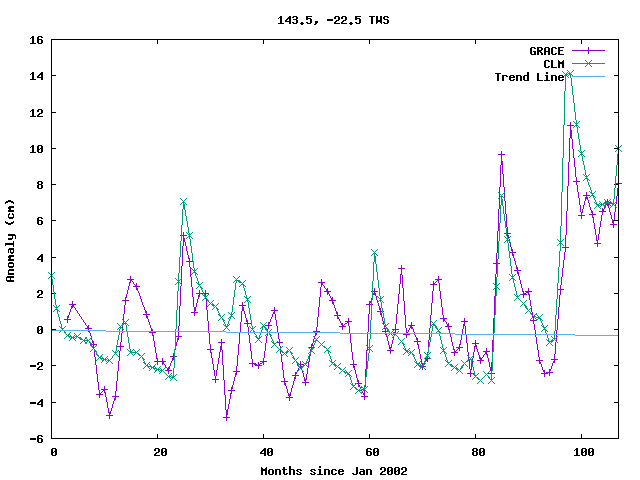 143.5, -22.5 TWS
16
14
12
10
8
6
4
2
0
-2
-4
-6
Anomaly (cm)
GRACE
CLM
Trend Line
0 20 40 60 80 100
Months since Jan 2002